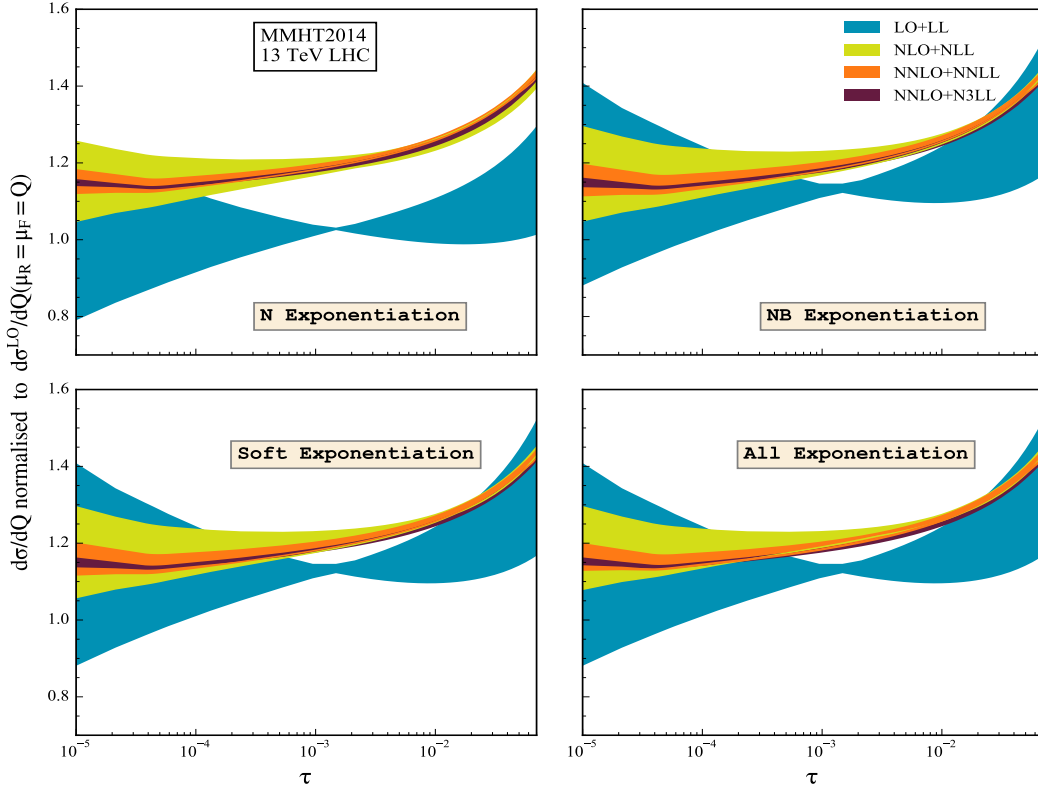 dσ/dQ normalised to dσ^LO/dQ(μ_R = μ_F = Q)
1.6
1.4
1.2
1.0
0.8
MMHT2014
13 TeV LHC
N Exponentiation
LO+LL
NLO+NLL
NNLO+NNLL
NNLO+N3LL
NB Exponentiation
1.6
1.4
1.2
1.0
0.8
Soft Exponentiation
10^−5
10^−4
10^−3
10^−2
τ
All Exponentiation
10^−5
10^−4
10^−3
10^−2
τ